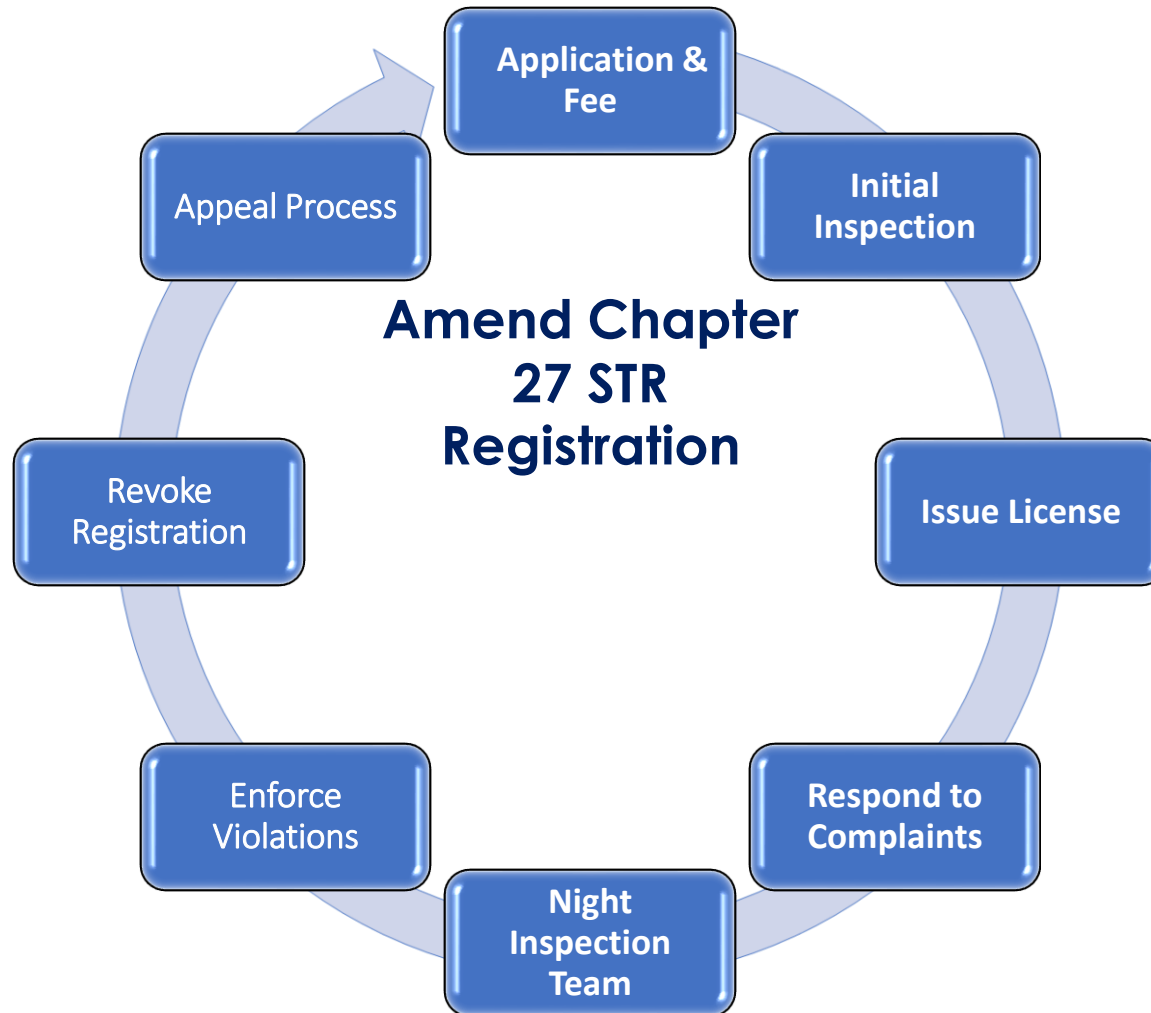 Application &
Fee
Initial
Inspection
Issue License
Respond to
Complaints
Night
Inspection
Team
Enforce
Violations
Revoke
Registration
Appeal Process
Amend Chapter
27 STR
Registration